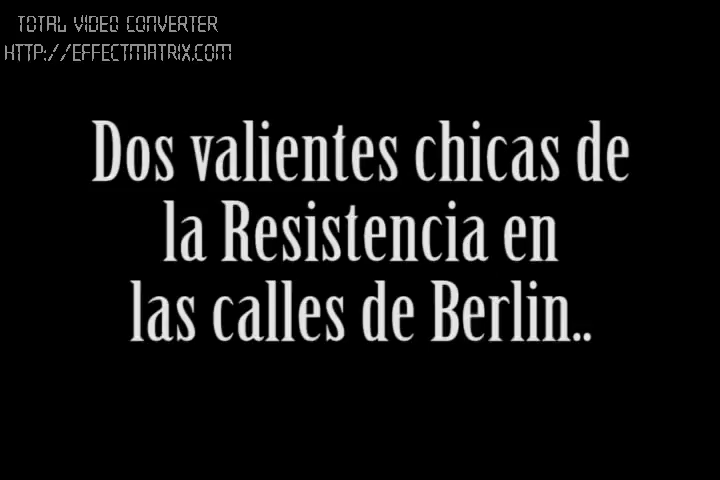 TOTAL VIDEO CONVERTER
HTTP://EFFECTMATRIX.COM
Dos valientes chicas de
la Resistencia en
las calles de Berlin..